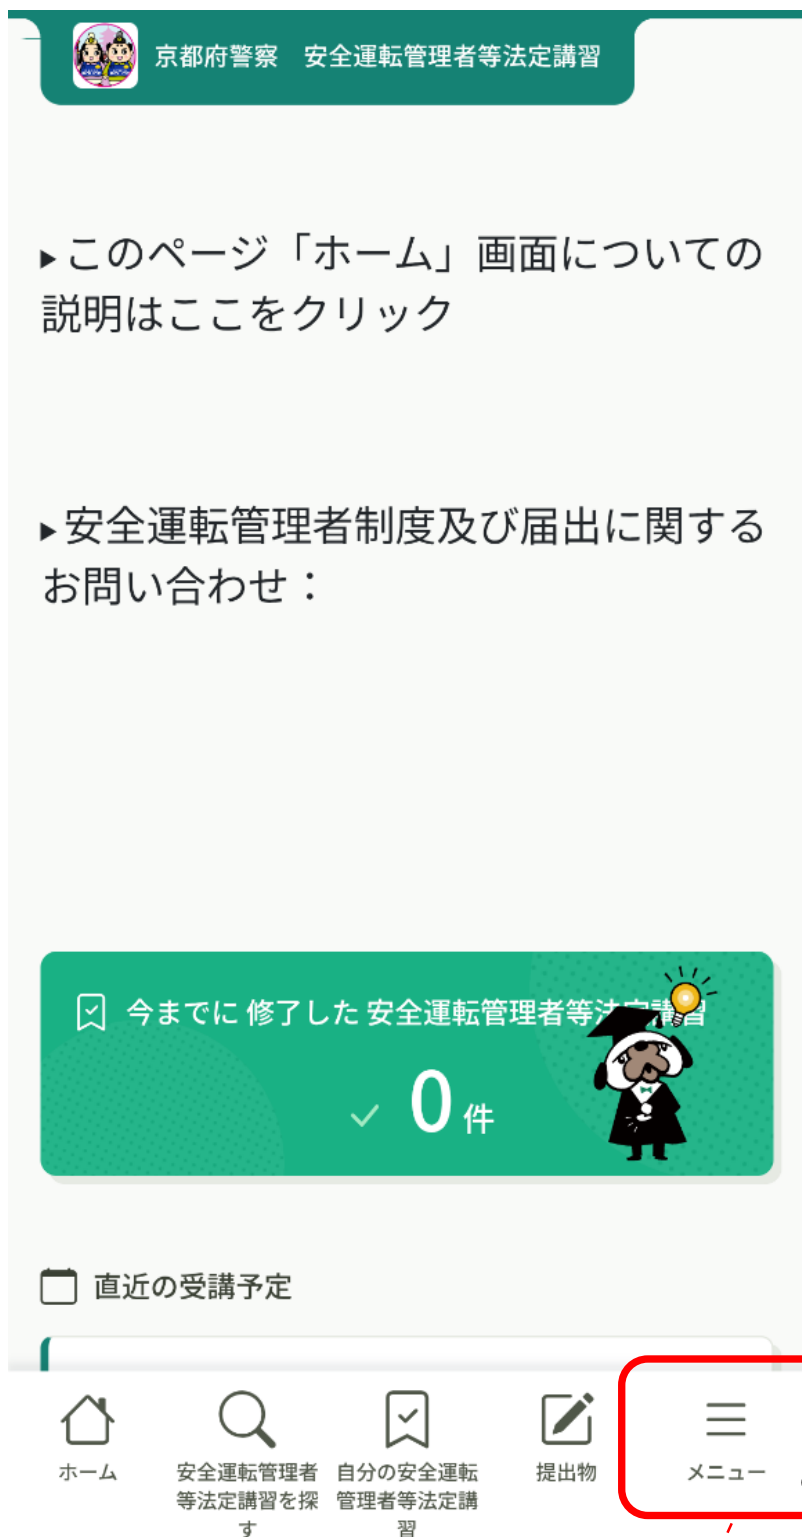 京都府警察　安全運転管理者等法定講習
▶このページ「ホーム」画面についての
説明はここをクリック
▶安全運転管理者制度及び届出に関する
お問い合わせ：
今までに 修了した 安全運転管理者等法定講習
0 件
直近の受講予定
ホーム
安全運転管理者
等法定講習を探
す
自分の安全運転
管理者等法定講
習
提出物
メニュー